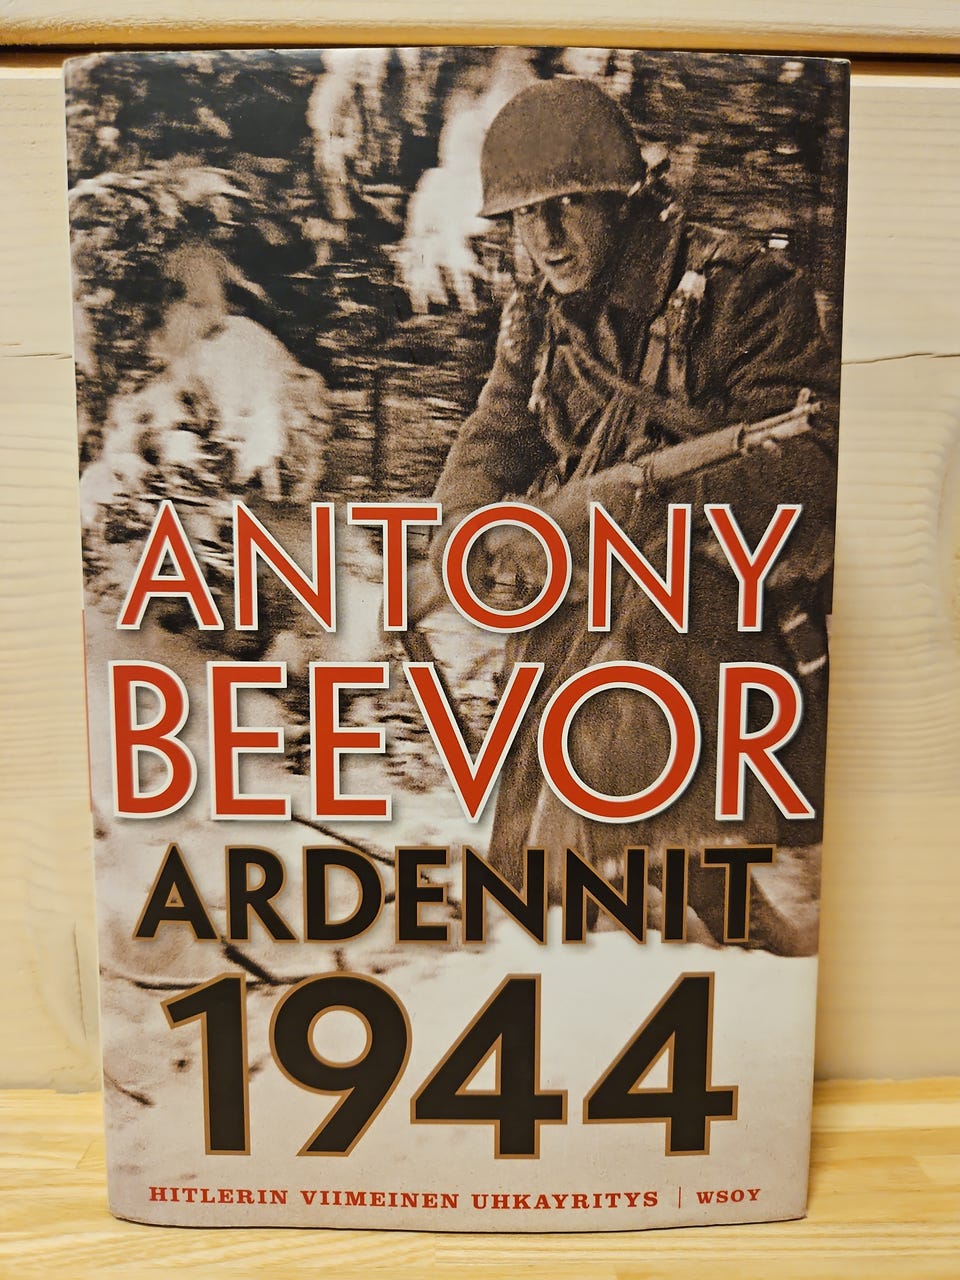 ANTONY
BEEVOR
ARDENNIT
1944
HITLERIN VIIMEINEN UHKAYRITYS | WSOY